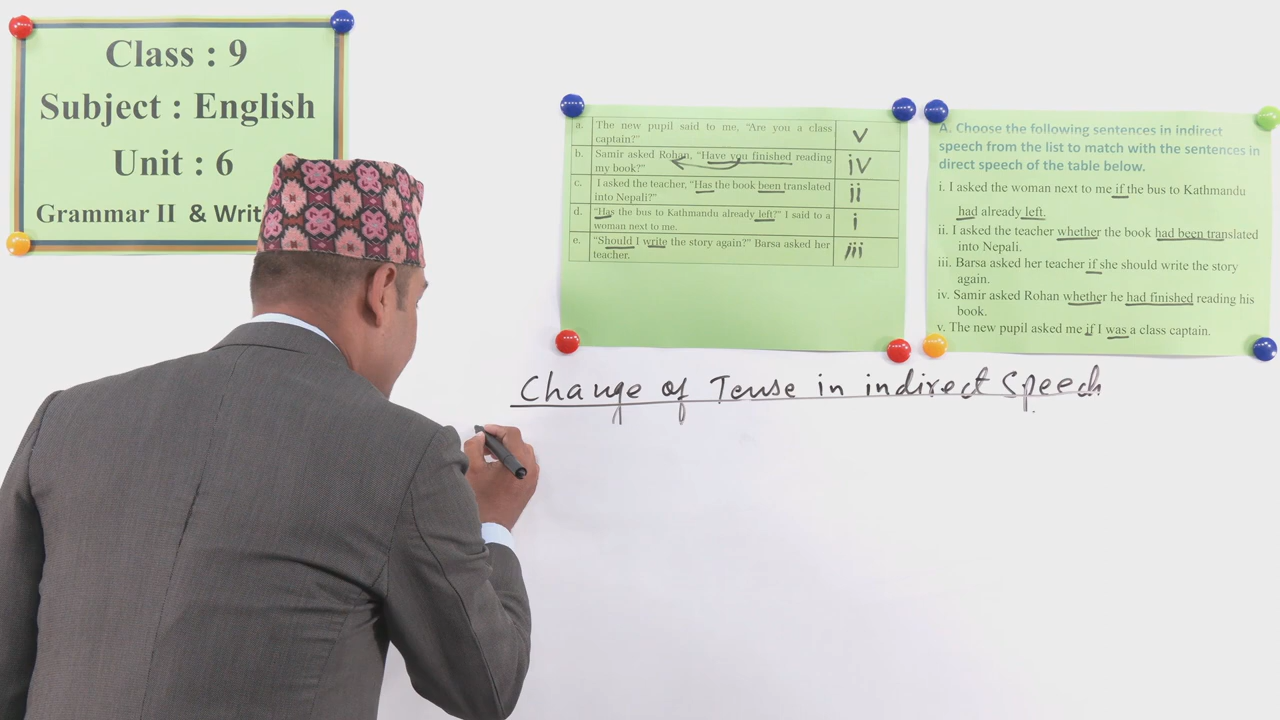 Class : 9
Subject : English
Unit : 6
Grammar II & Writ
a. The new pupil said to me, “Are you a class
captain?”
v
b. Samir asked Rohan, “Have you finished reading
my book?”
iv
c. I asked the teacher, “Has the book been translated
into Nepali?”
ii
d. “Has the bus to Kathmandu already left?” I said to a
woman next to me.
i
e. “Should I write the story again?” Barsa asked her
teacher.
iii
A. Choose the following sentences in indirect
speech from the list to match with the sentences in
direct speech of the table below.
i. I asked the woman next to me if the bus to Kathmandu
had already left.
ii. I asked the teacher whether the book had been translated
into Nepali.
iii. Barsa asked her teacher if she should write the story
again.
iv. Samir asked Rohan whether he had finished reading his
book.
v. The new pupil asked me if I was a class captain.
Change of Tense in indirect Speech